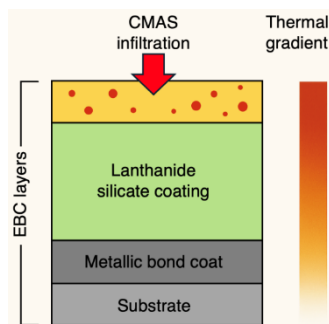 CMAS
infiltration
Thermal
gradient
EBC layers
Lanthanide
silicate coating
Metallic bond coat
Substrate